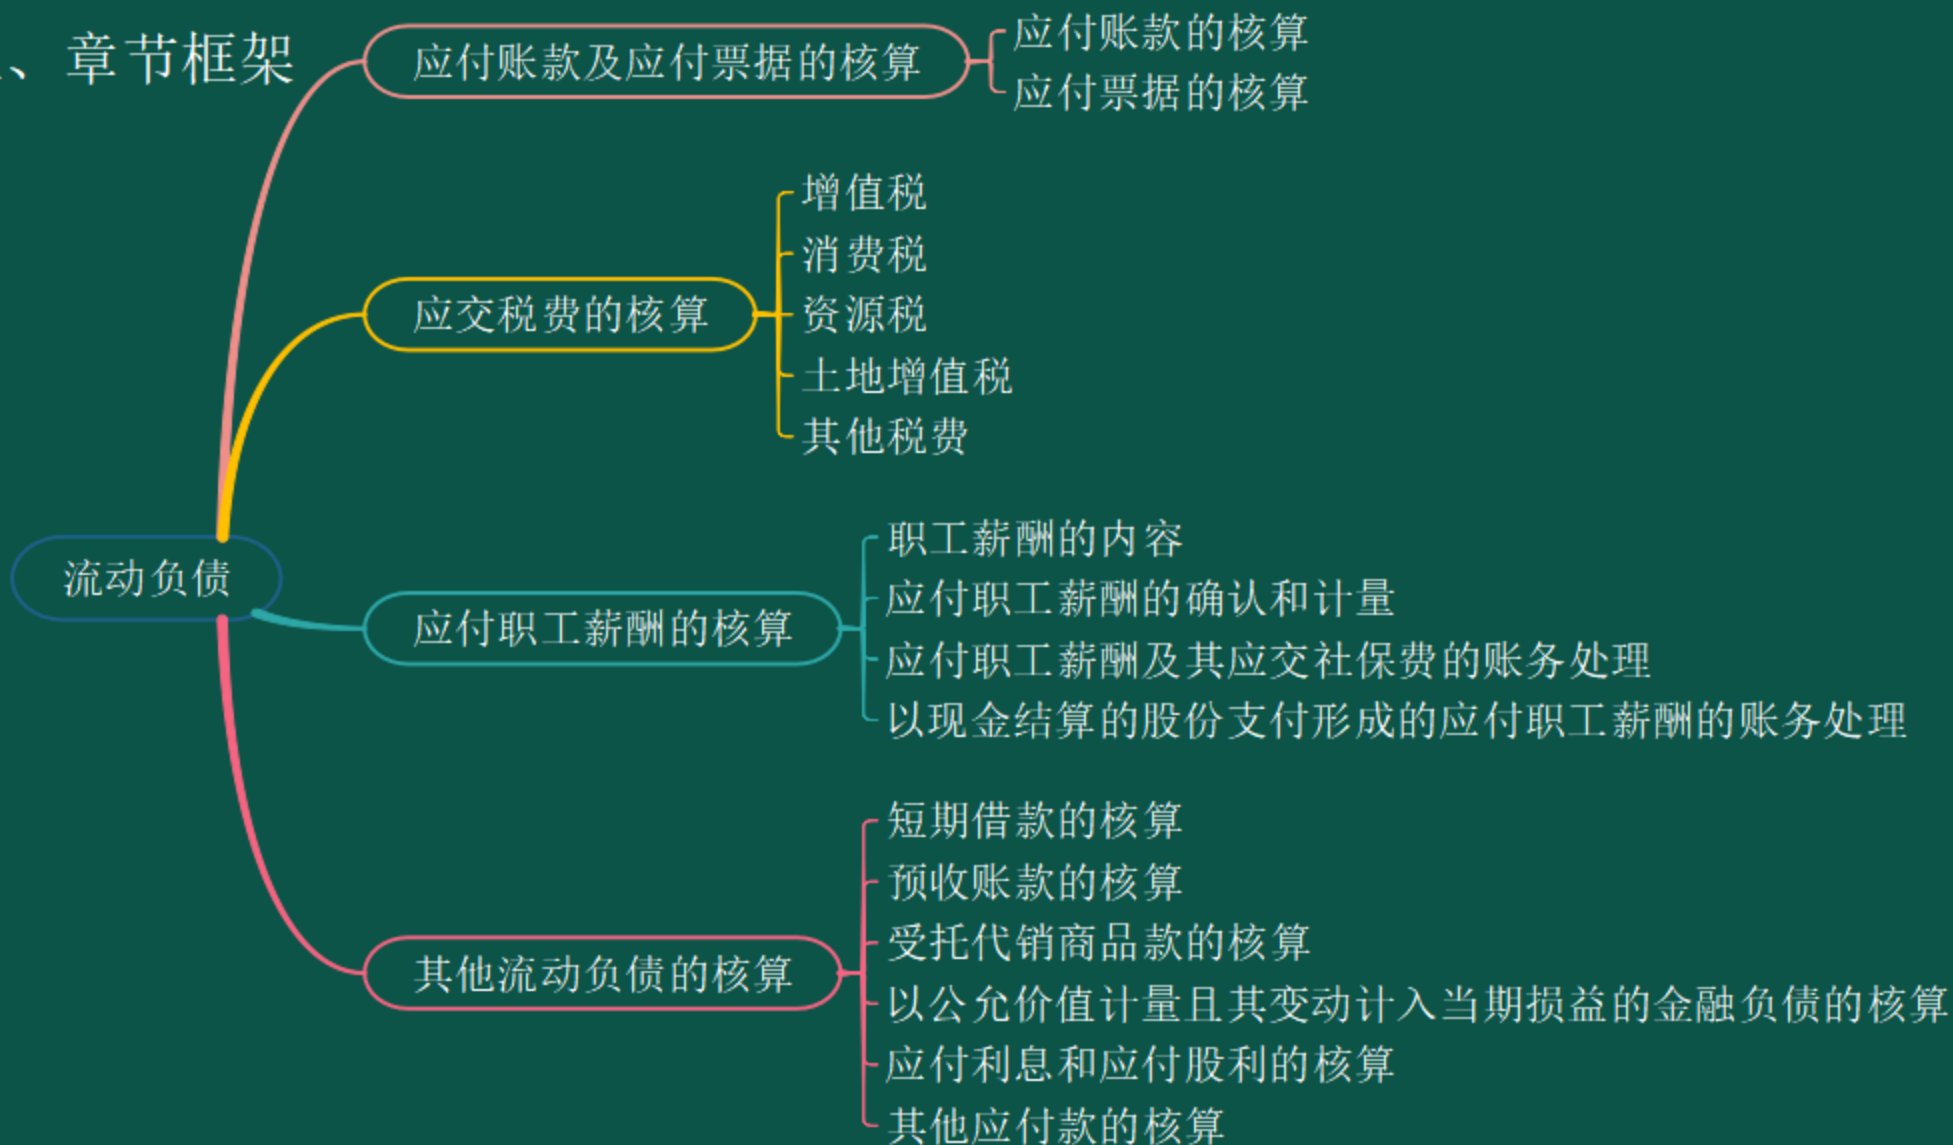 、章节框架
应付账款及应付票据的核算
应付账款的核算
应付票据的核算
应交税费的核算
增值税
消费税
资源税
土地增值税
其他税费
流动负债
应付职工薪酬的核算
职工薪酬的内容
应付职工薪酬的确认和计量
应付职工薪酬及其应交社保费的账务处理
以现金结算的股份支付形成的应付职工薪酬的账务处理
其他流动负债的核算
短期借款的核算
预收账款的核算
受托代销商品款的核算
以公允价值计量且其变动计入当期损益的金融负债的核算
应付利息和应付股利的核算
其他应付款的核算